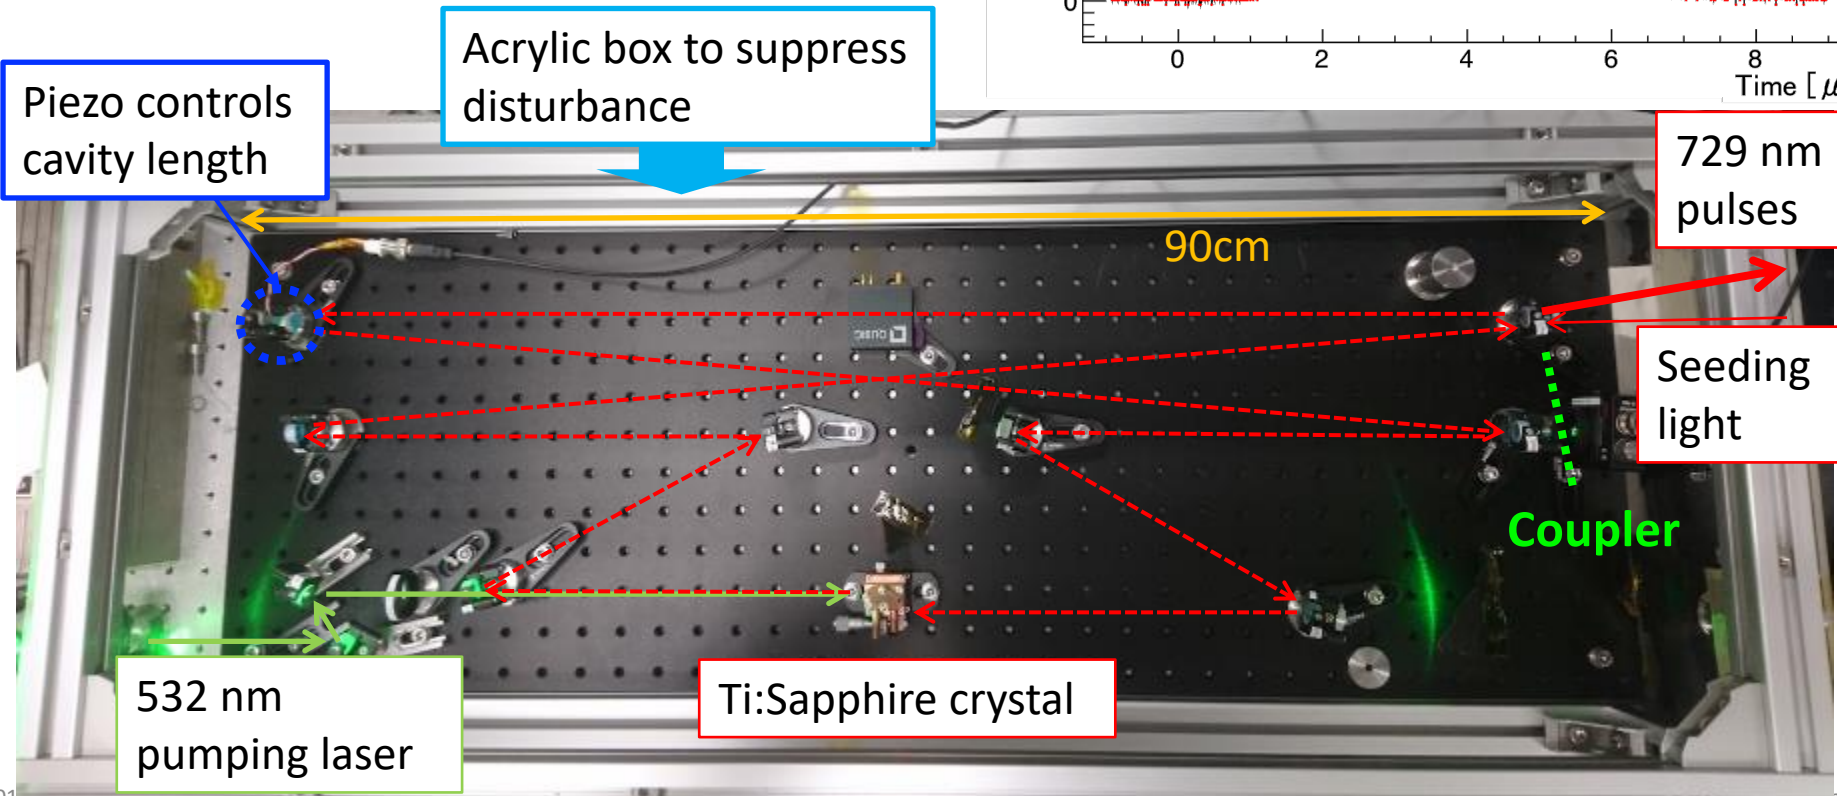 0
0 2 4 6 8
Time [ μ
Acrylic box to suppress
disturbance
Piezo controls
cavity length
729 nm
pulses
90cm
Seeding
light
Coupler
Ti:Sapphire crystal
532 nm
pumping laser